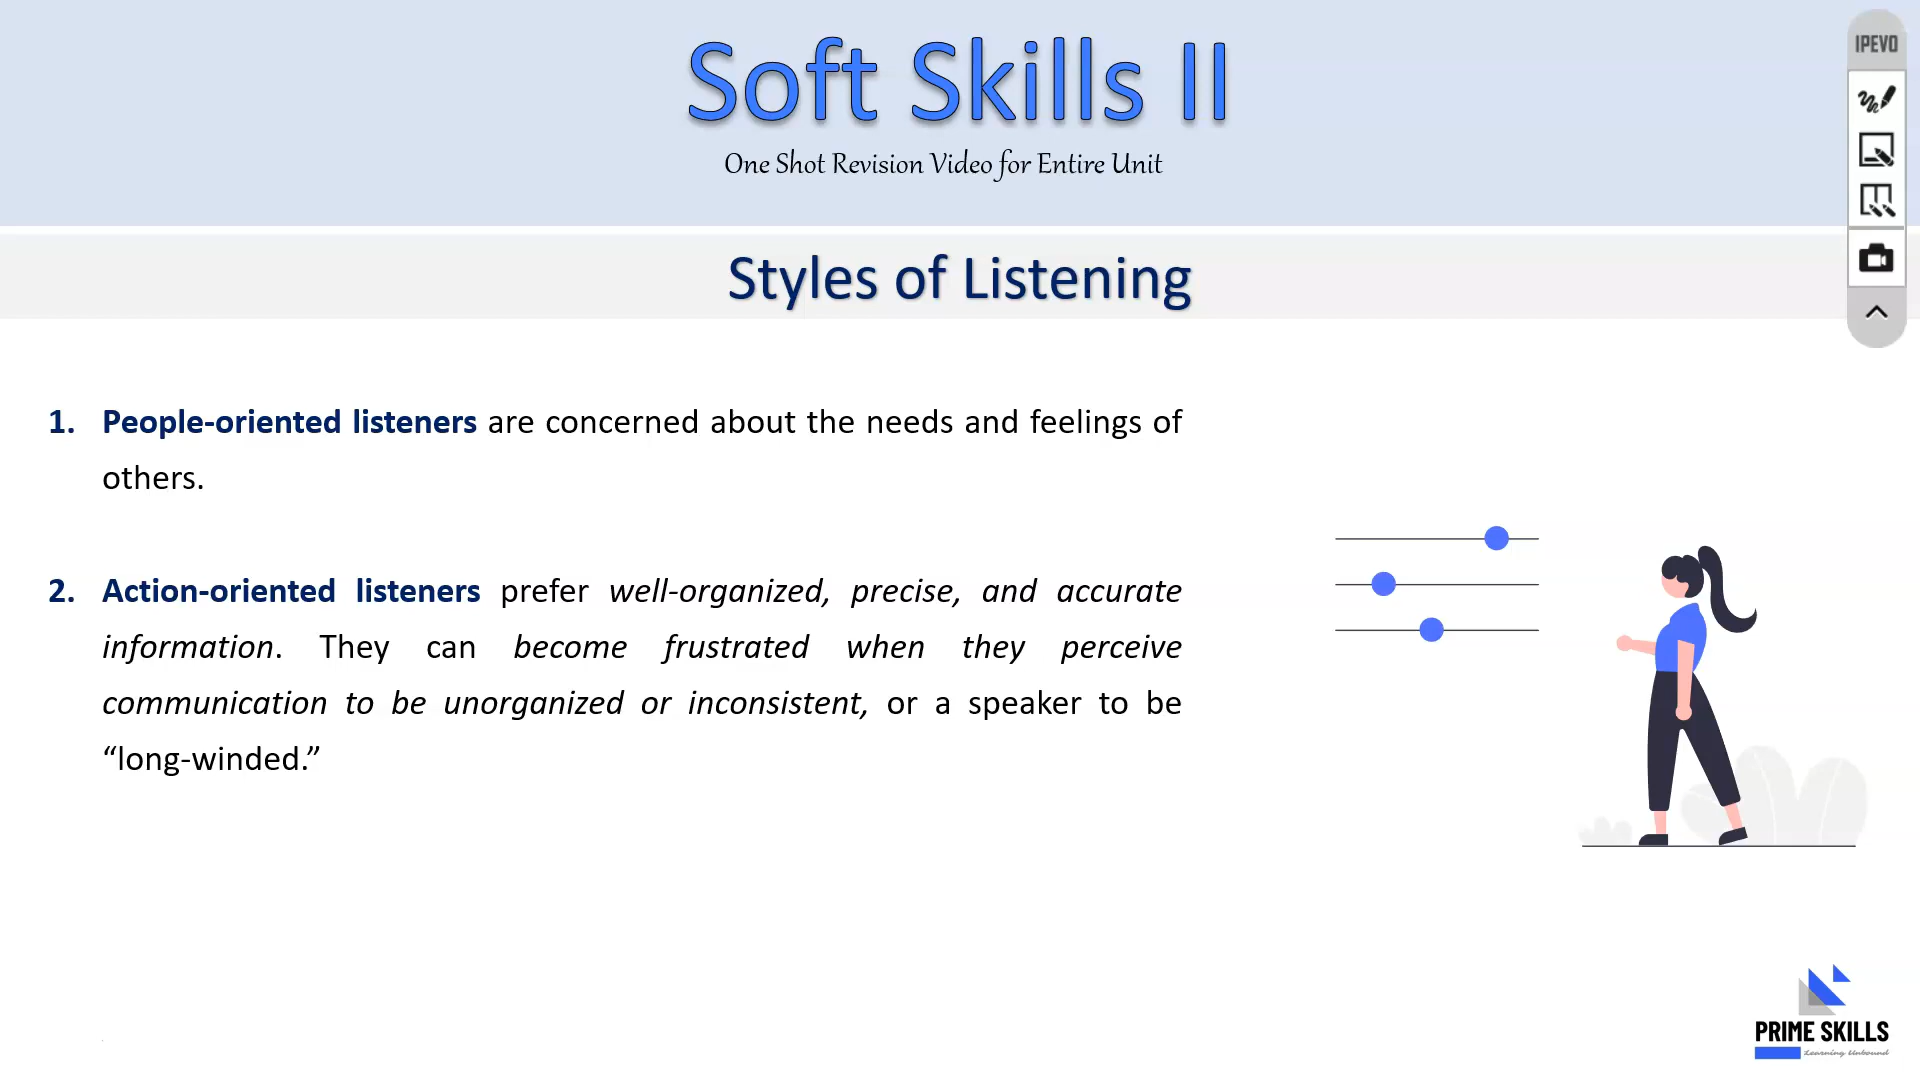 Soft Skills II
One Shot Revision Video for Entire Unit
IPEVO
Styles of Listening
1. People-oriented listeners are concerned about the needs and feelings of
others.
2. Action-oriented listeners prefer well-organized, precise, and accurate
information. They can become frustrated when they perceive
communication to be unorganized or inconsistent, or a speaker to be
“long-winded.”
PRIME SKILLS
Learning Unbound